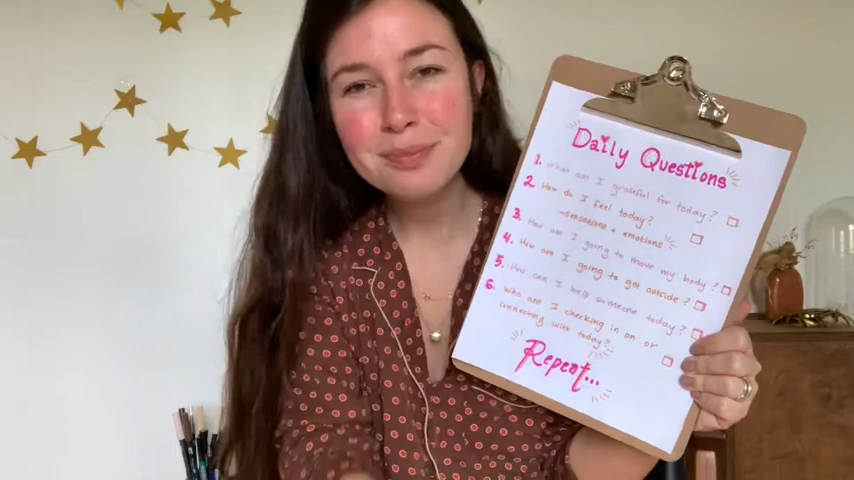 Daily Questions
1. What am I grateful for today?
2. How do I feel today?
*sensations + emotions
3. How am I going to move my body?
4. How am I going to get outside?
5. How can I help someone today?
6. Who am I checking in on or
connecting with today?
Repeat...